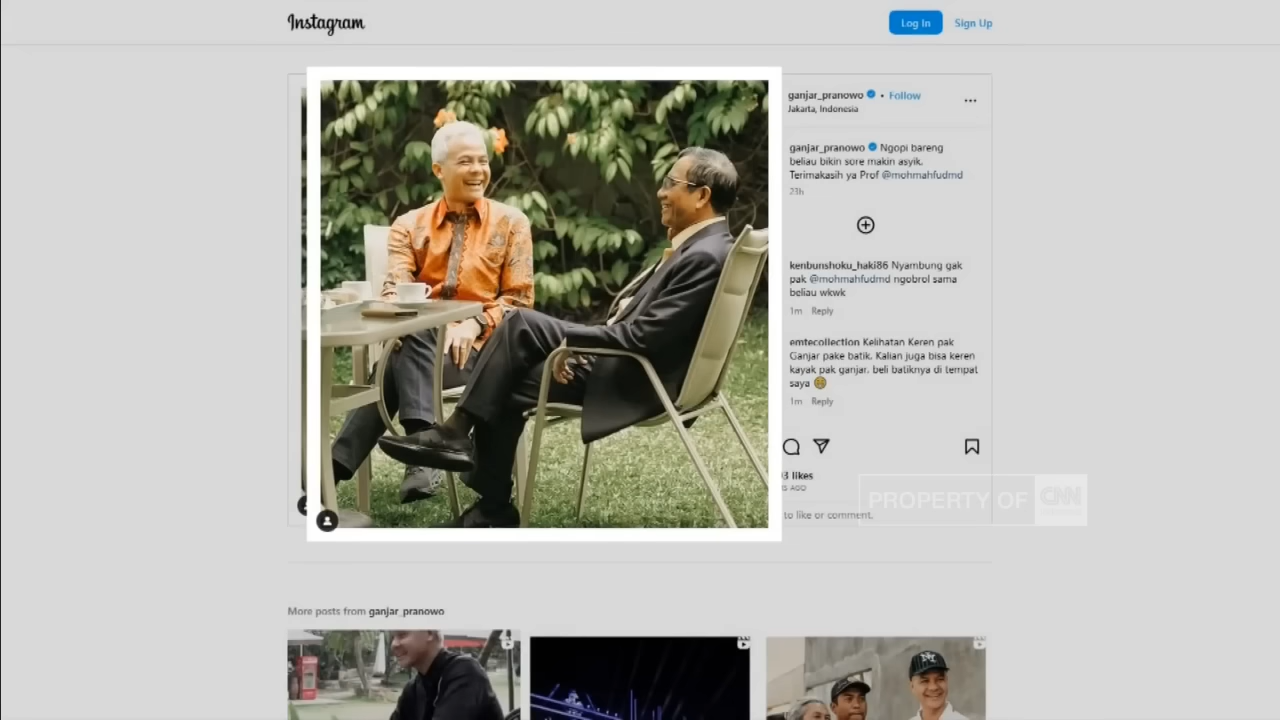 Instagram
Log In
Sign Up
ganjar_pranowo • Follow
Jakarta, Indonesia
ganjar_pranowo Ngopi bareng
beliau bikin sore makin asyik.
Terimakasih ya Prof @mohmahfudmd
23h
kenbunshoku_haki86 Nyambung gak
pak @mohmahfudmd ngobrol sama
beliau wkwk
1m Reply
emtecollection Kelihatan Keren pak
Ganjar pake batik. Kalian juga bisa keren
kayak pak ganjar. beli batiknya di tempat
saya
1m Reply
likes
AGO
to like or comment.
PROPERTY OF CNN
More posts from ganjar_pranowo